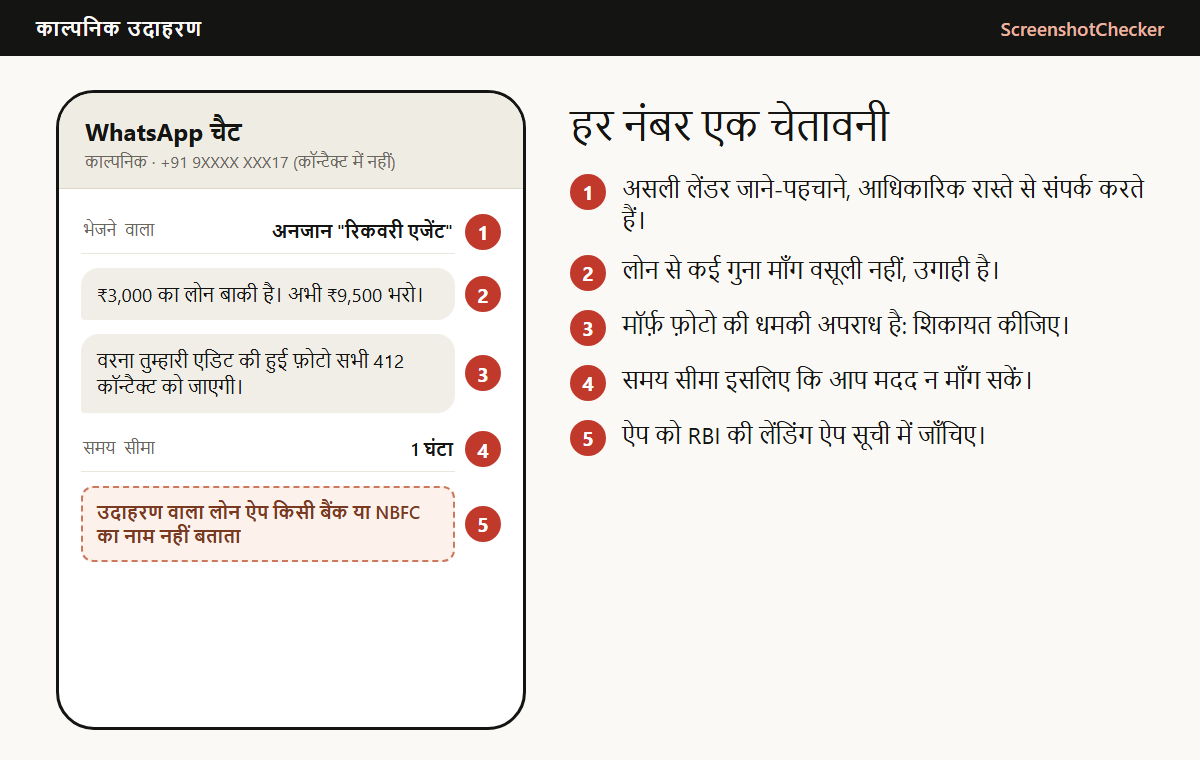 काल्पनिक उदाहरण
ScreenshotChecker
WhatsApp चैट
काल्पनिक · +91 9XXXX XXX17 (कॉन्टैक्ट में नहीं)
भेजने वाला
अनजान "रिकवरी एजेंट"
1
₹3,000 का लोन बाकी है। अभी ₹9,500 भरो।
2
वरना तुम्हारी एडिट की हुई फ़ोटो सभी 412
कॉन्टैक्ट को जाएगी।
3
समय सीमा
1 घंटा
4
उदाहरण वाला लोन ऐप किसी बैंक या NBFC
का नाम नहीं बताता
5
हर नंबर एक चेतावनी
1 असली लेंडर जाने-पहचाने, आधिकारिक रास्ते से संपर्क करते
हैं।
2 लोन से कई गुना माँग वसूली नहीं, उगाही है।
3 मॉर्फ़ फ़ोटो की धमकी अपराध है: शिकायत कीजिए।
4 समय सीमा इसलिए कि आप मदद न माँग सकें।
5 ऐप को RBI की लेंडिंग ऐप सूची में जाँचिए।